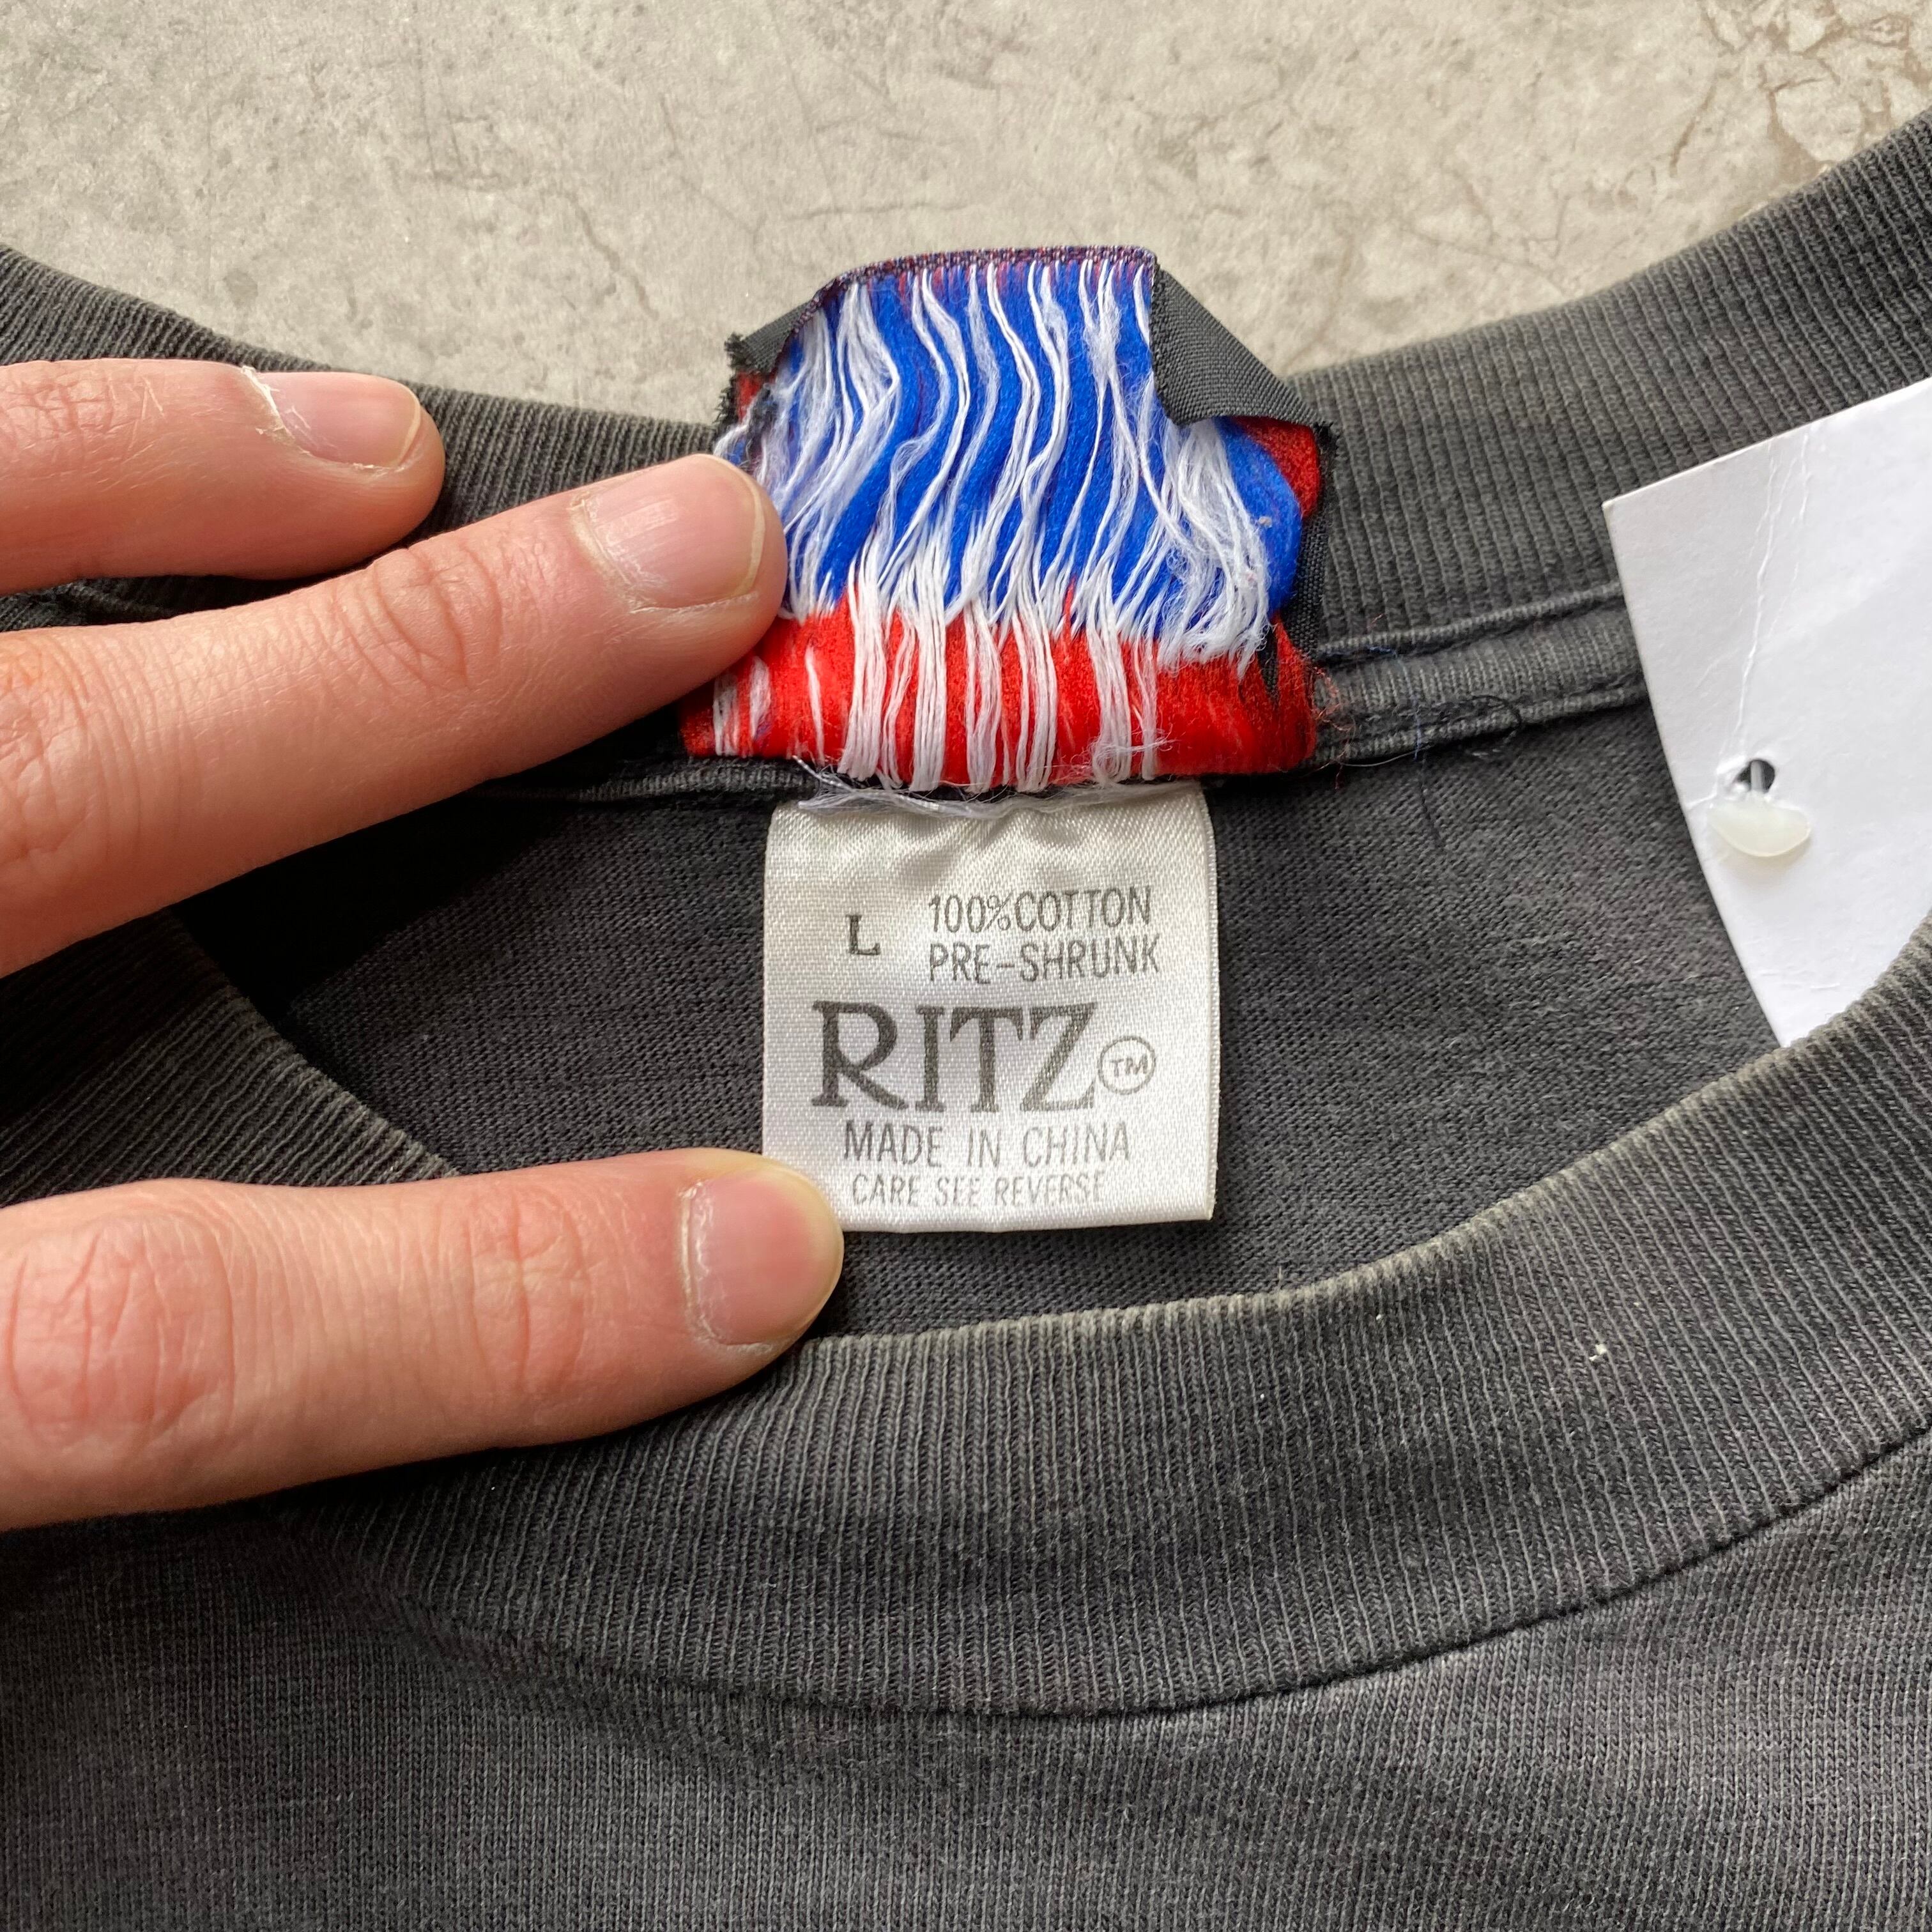 L 100%COTTON
PRE-SHRUNK
RITZ TM
MADE IN CHINA
CARE SEE REVERSE